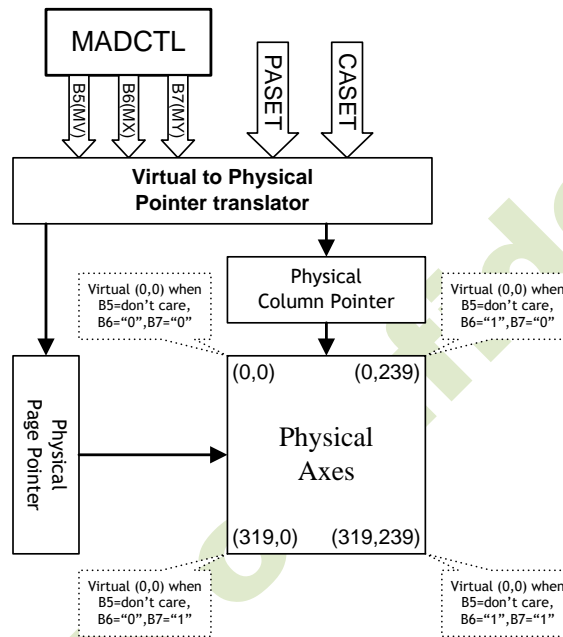 MADCTL
B5(MV)
B6(MX)
B7(MY)
PASET
CASET
Virtual to Physical
Pointer translator
Virtual (0,0) when
B5=don't care,
B6=“0”,B7=“0”
Physical
Column Pointer
Virtual (0,0) when
B5=don't care,
B6=“1”,B7=“0”
(0,0)
(0,239)
Physical
Page Pointer
Physical
Axes
(319,0)
(319,239)
Virtual (0,0) when
B5=don't care,
B6=“0”,B7=“1”
Virtual (0,0) when
B5=don't care,
B6=“1”,B7=“1”